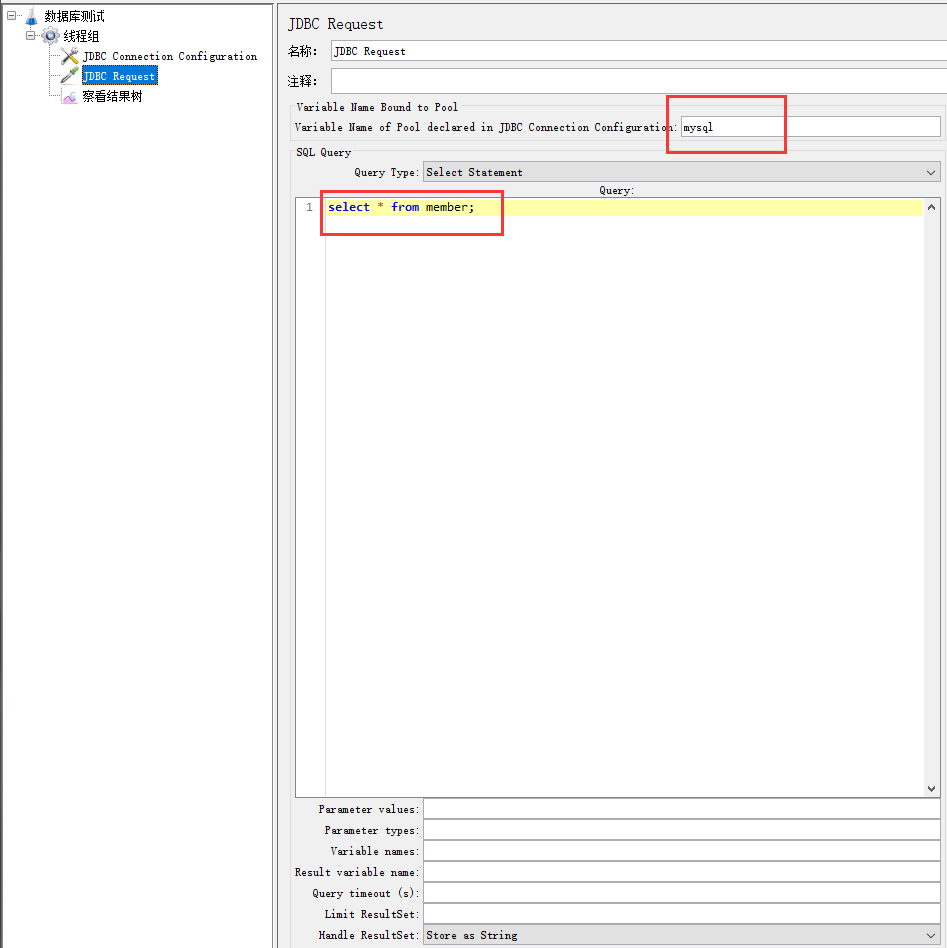 数据库测试
线程组
JDBC Connection Configuration
JDBC Request
察看结果树
JDBC Request
名称: JDBC Request
注释:
Variable Name Bound to Pool
Variable Name of Pool declared in JDBC Connection Configuration: mysql
SQL Query
Query Type: Select Statement
Query:
1 select * from member;
Parameter values:
Parameter types:
Variable names:
Result variable name:
Query timeout (s):
Limit ResultSet:
Handle ResultSet: Store as String